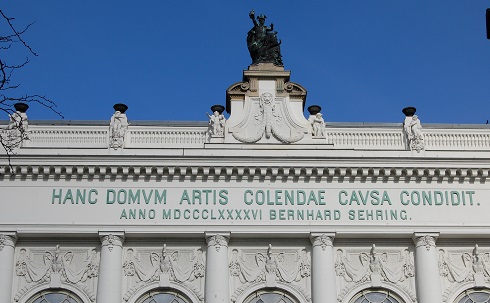 HANC DOMVM ARTIS COLENDAE CAVSA CONDIDIT.
ANNO MDCCCLXXXXVI BERNHARD SEHRING.